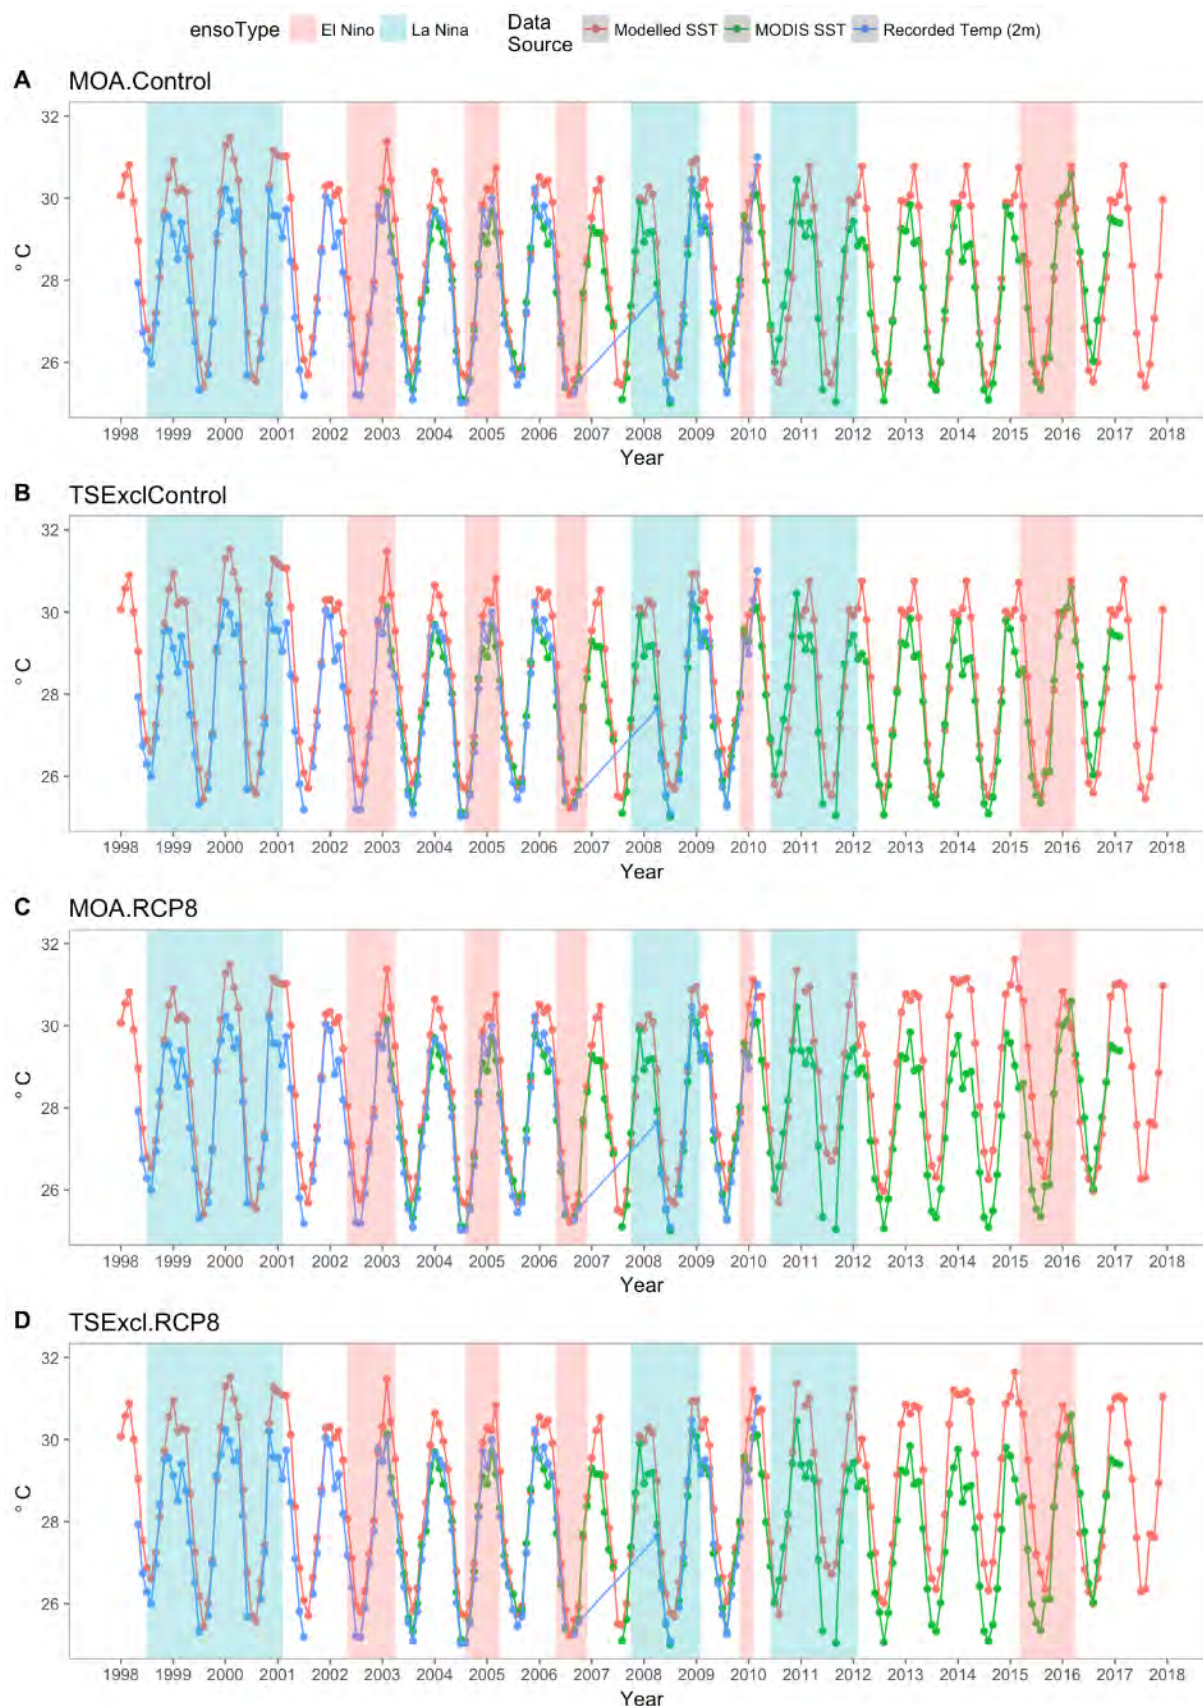 ensoType El Nino La Nina Data Source Modelled SST MODIS SST Recorded Temp (2m)
A MOA.Control
32
30
28
26
° C
1998 1999 2000 2001 2002 2003 2004 2005 2006 2007 2008 2009 2010 2011 2012 2013 2014 2015 2016 2017 2018
Year
B TSExclControl
32
30
28
26
° C
1998 1999 2000 2001 2002 2003 2004 2005 2006 2007 2008 2009 2010 2011 2012 2013 2014 2015 2016 2017 2018
Year
C MOA.RCP8
32
30
28
26
° C
1998 1999 2000 2001 2002 2003 2004 2005 2006 2007 2008 2009 2010 2011 2012 2013 2014 2015 2016 2017 2018
Year
D TSExcl.RCP8
32
30
28
26
° C
1998 1999 2000 2001 2002 2003 2004 2005 2006 2007 2008 2009 2010 2011 2012 2013 2014 2015 2016 2017 2018
Year